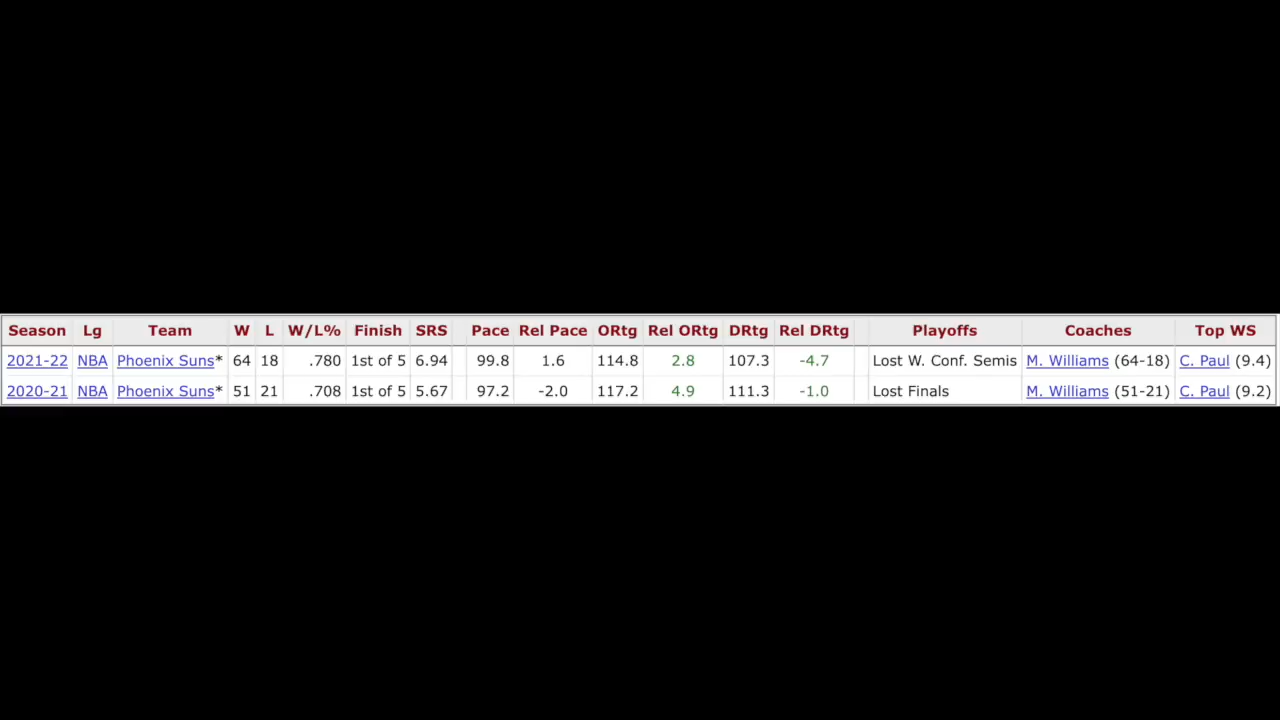 Season Lg Team W L W/L% Finish SRS Pace Rel Pace ORtg Rel ORtg DRtg Rel DRtg Playoffs Coaches Top WS
2021-22 NBA Phoenix Suns* 64 18 .780 1st of 5 6.94 99.8 1.6 114.8 2.8 107.3 -4.7 Lost W. Conf. Semis M. Williams (64-18) C. Paul (9.4)
2020-21 NBA Phoenix Suns* 51 21 .708 1st of 5 5.67 97.2 -2.0 117.2 4.9 111.3 -1.0 Lost Finals M. Williams (51-21) C. Paul (9.2)